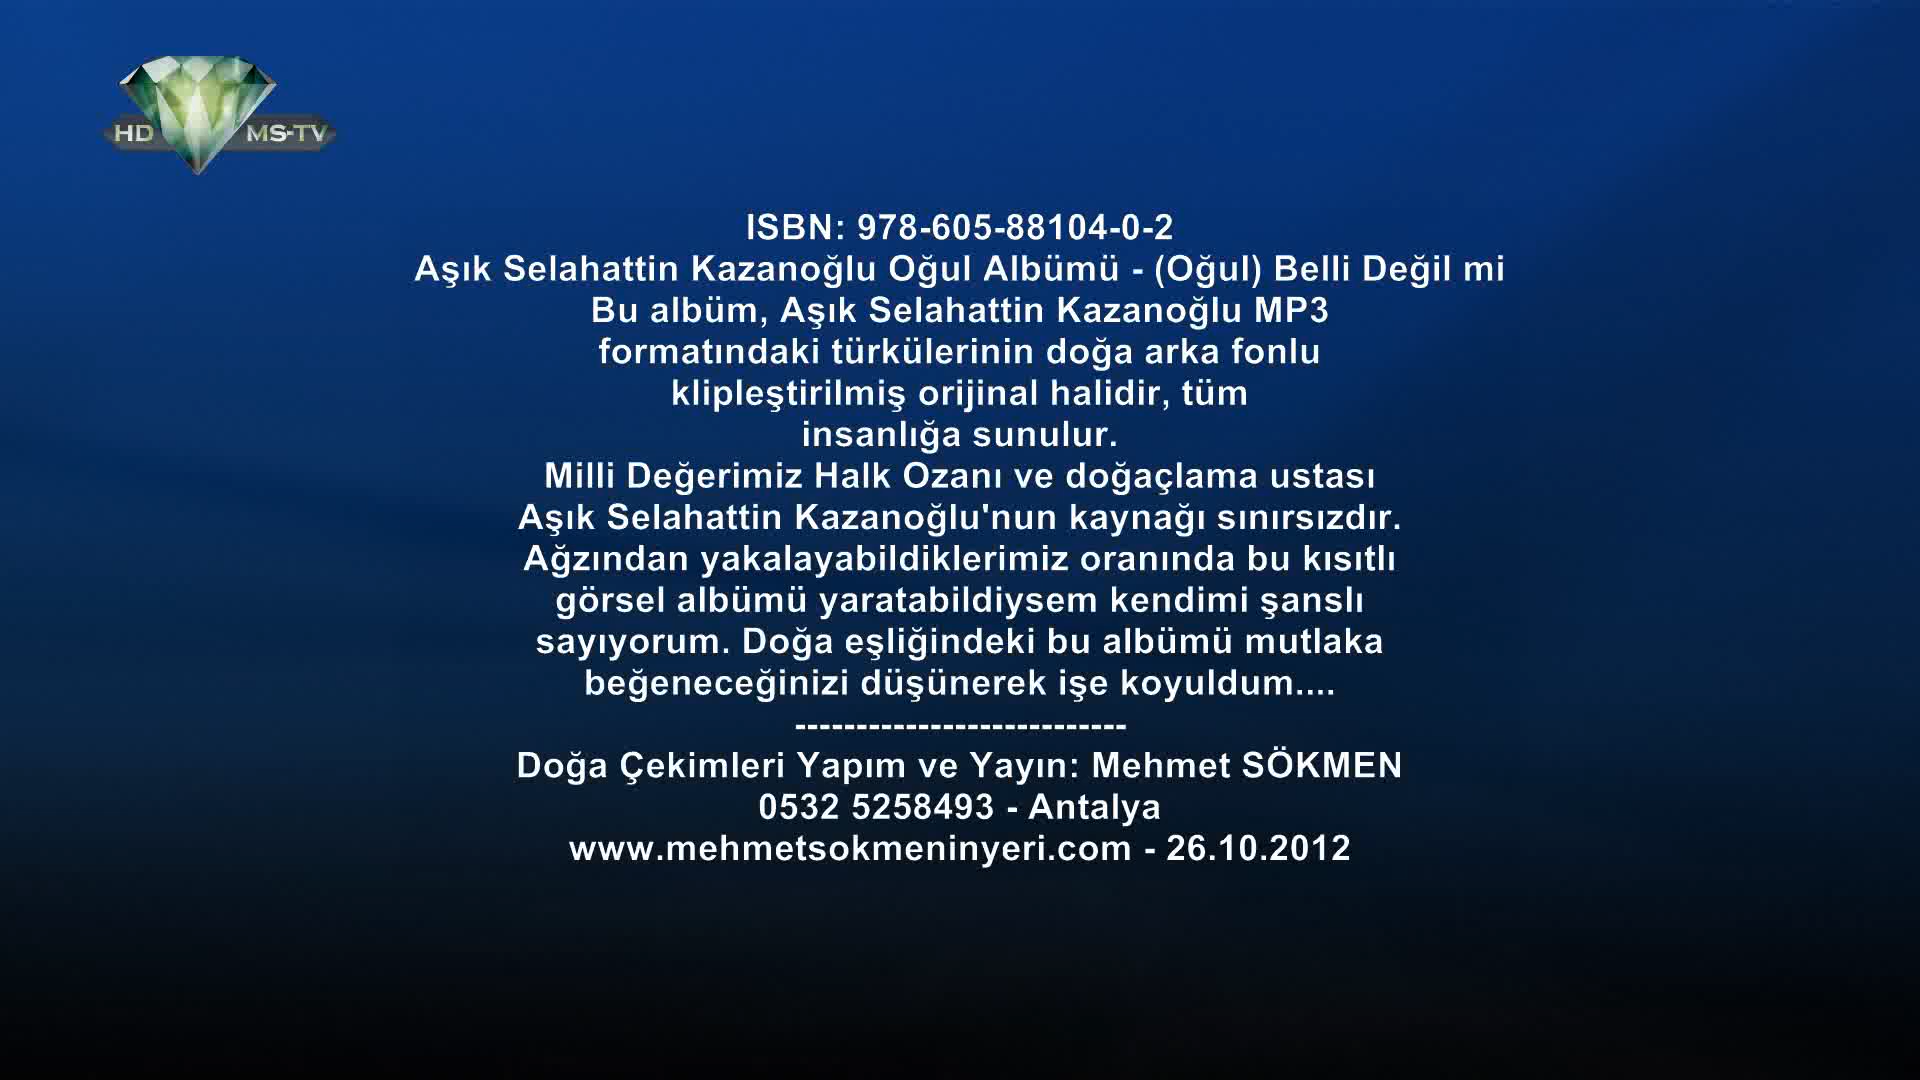 HD MS-TV
ISBN: 978-605-88104-0-2
Aşık Selahattin Kazanoğlu Oğul Albümü - (Oğul) Belli Değil mi
Bu albüm, Aşık Selahattin Kazanoğlu MP3
formatındaki türkülerinin doğa arka fonlu
klipleştirilmiş orijinal halidir, tüm
insanlığa sunulur.
Milli Değerimiz Halk Ozanı ve doğaçlama ustası
Aşık Selahattin Kazanoğlu'nun kaynağı sınırsızdır.
Ağzından yakalayabildiklerimiz oranında bu kısıtlı
görsel albümü yaratabildiysem kendimi şanslı
sayıyorum. Doğa eşliğindeki bu albümü mutlaka
beğeneceğinizi düşünerek işe koyuldum....
---------------------------
Doğa Çekimleri Yapım ve Yayın: Mehmet SÖKMEN
0532 5258493 - Antalya
www.mehmetsokmeninyeri.com - 26.10.2012